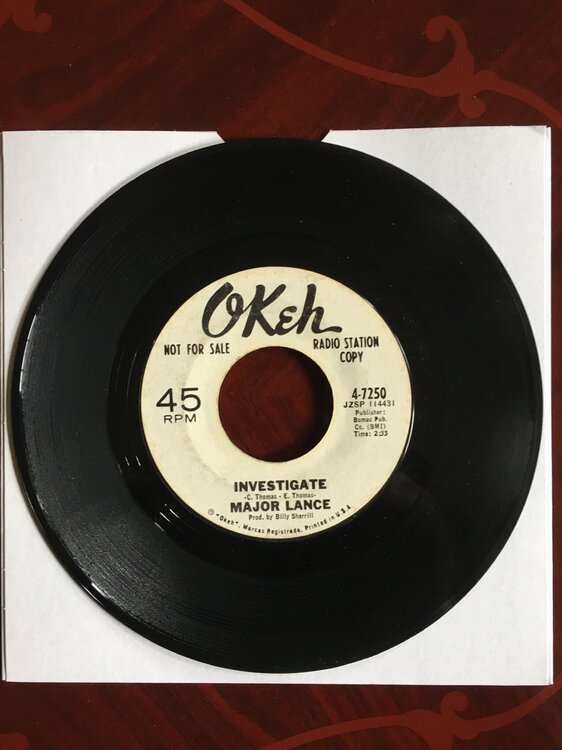 OKeh
NOT FOR SALE
RADIO STATION
COPY
45
RPM
4-7250
JZSP 114431
Publisher:
Bomac Pub.
Co. (BMI)
Time: 2:33
INVESTIGATE
-C. Thomas - E. Thomas-
MAJOR LANCE
Prod. by Billy Sherrill
℗ "Okeh", Marcas Registrada, Printed in U.S.A.